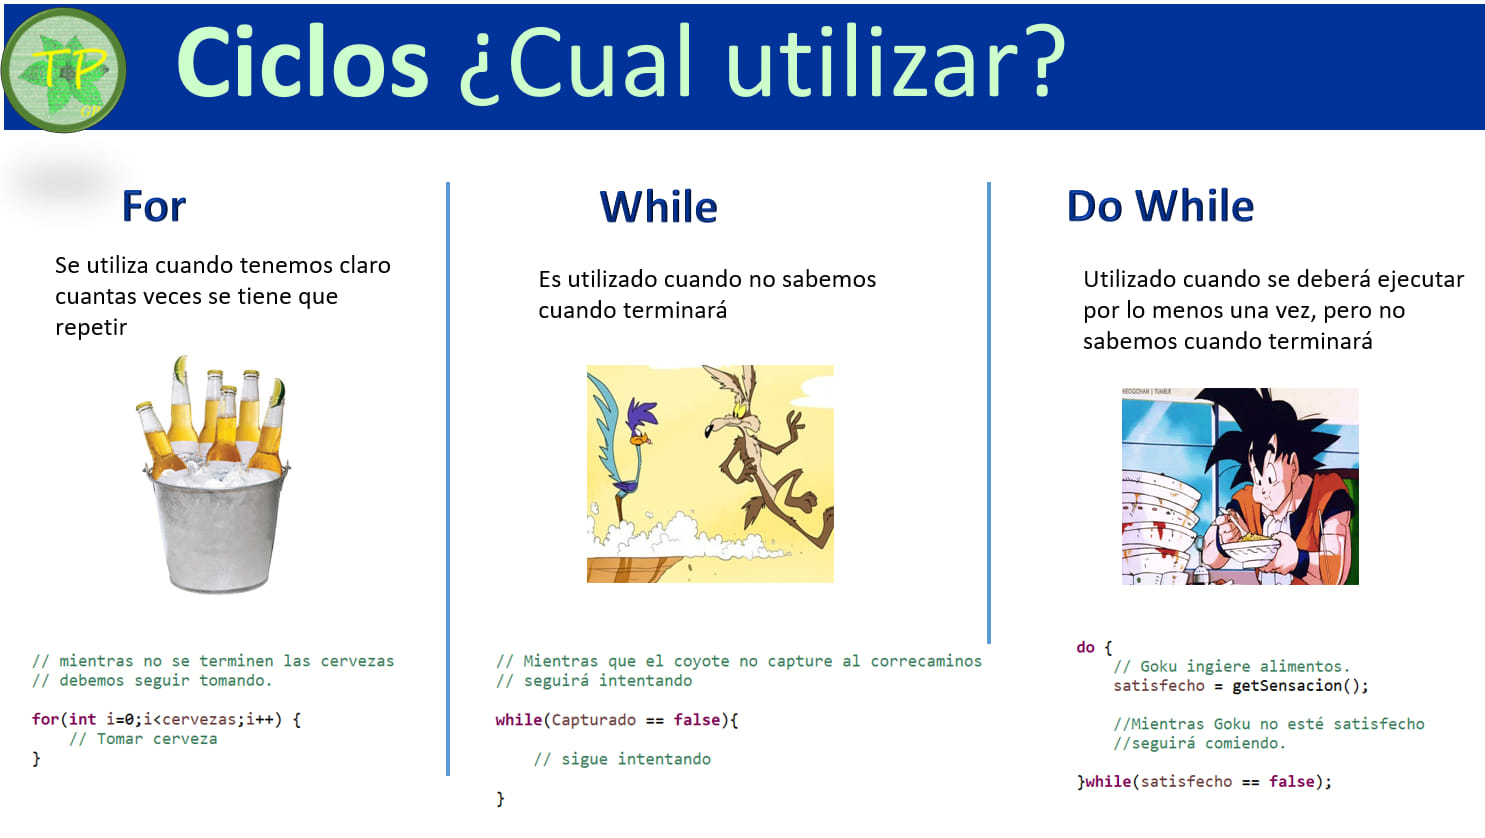 TP
Ciclos ¿Cual utilizar?
For
Se utiliza cuando tenemos claro
cuantas veces se tiene que
repetir
// mientras no se terminen las cervezas
// debemos seguir tomando.
for(int i=0;i<cervezas;i++) {
// Tomar cerveza
}
While
Es utilizado cuando no sabemos
cuando terminará
// Mientras que el coyote no capture al correcaminos
// seguirá intentando
while(Capturado == false){
// sigue intentando
}
Do While
Utilizado cuando se deberá ejecutar
por lo menos una vez, pero no
sabemos cuando terminará
NEOGOHAN | TUMBLR
do {
// Goku ingiere alimentos.
satisfecho = getSensacion();
//Mientras Goku no esté satisfecho
//seguirá comiendo.
}while(satisfecho == false);